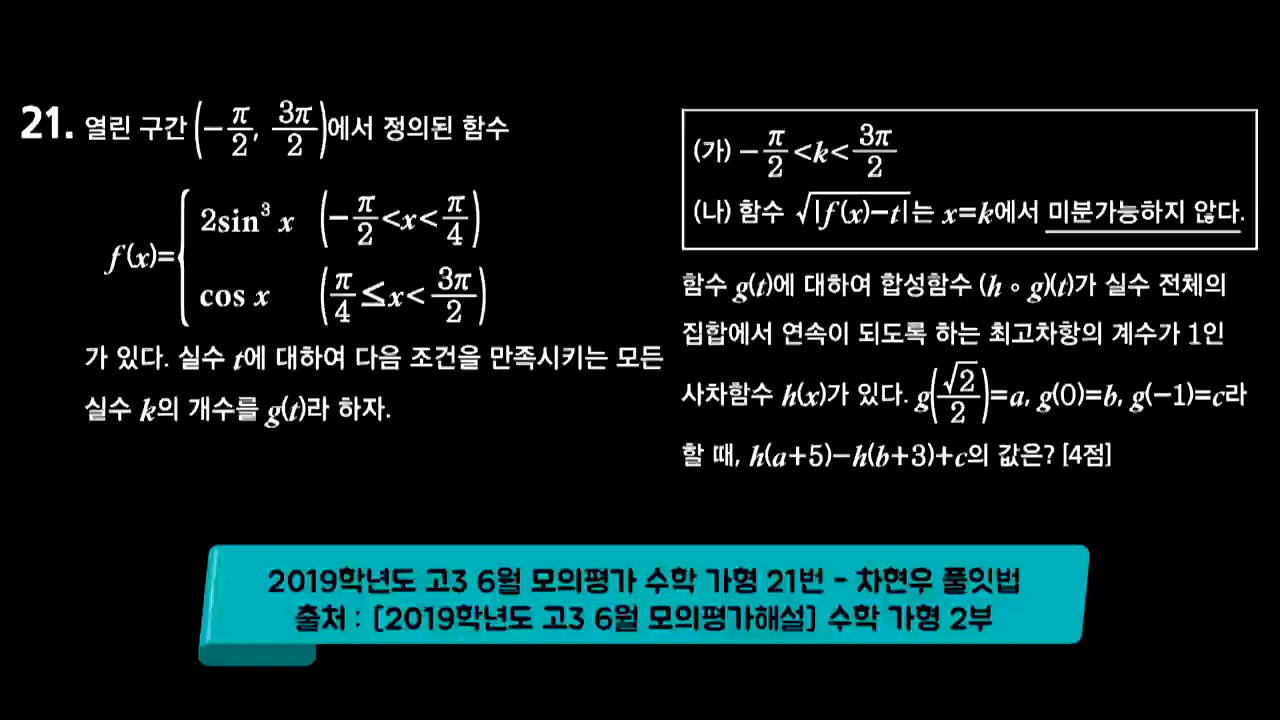 21. 열린 구간 (-π/2, 3π/2)에서 정의된 함수
f(x)={ 2sin³ x (-π/2<x<π/4)
cos x (π/4≤x<3π/2)
가 있다. 실수 t에 대하여 다음 조건을 만족시키는 모든
실수 k의 개수를 g(t)라 하자.
(가) -π/2<k<3π/2
(나) 함수 √|f(x)-t|는 x=k에서 미분가능하지 않다.
함수 g(t)에 대하여 합성함수 (h∘g)(t)가 실수 전체의
집합에서 연속이 되도록 하는 최고차항의 계수가 1인
사차함수 h(x)가 있다. g(√2/2)=a, g(0)=b, g(-1)=c라
할 때, h(a+5)-h(b+3)+c의 값은? [4점]
2019학년도 고3 6월 모의평가 수학 가형 21번 - 차현우 풀잇법
출처 : [2019학년도 고3 6월 모의평가해설] 수학 가형 2부